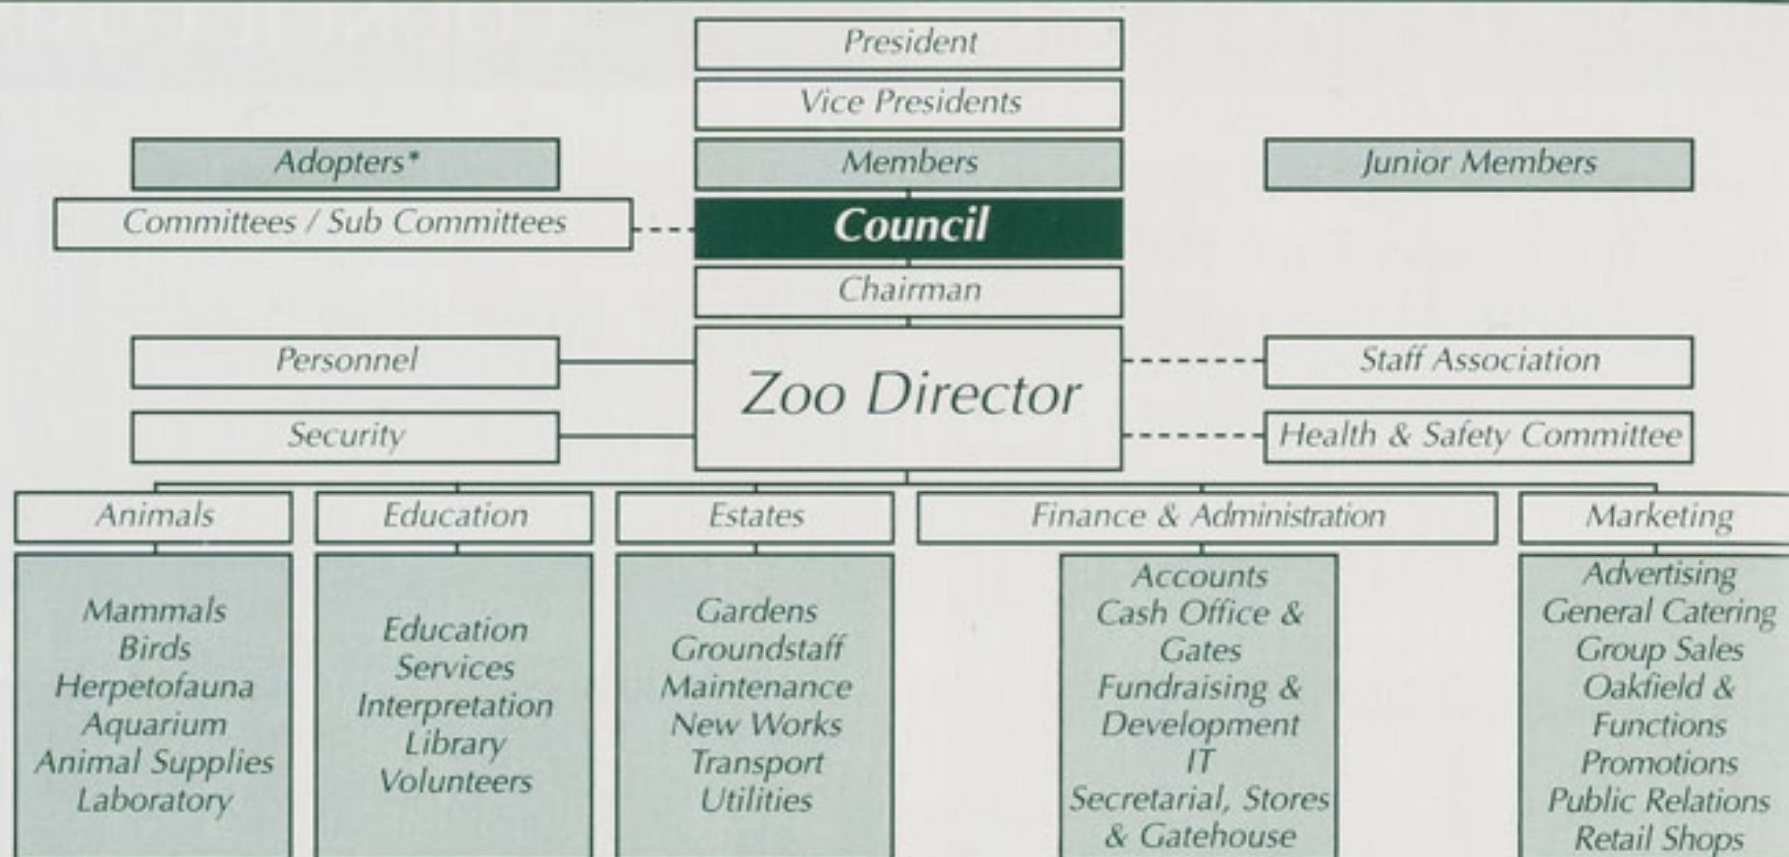 President
Vice Presidents
Adopters*
Members
Junior Members
Committees / Sub Committees
Council
Chairman
Personnel
Zoo Director
Staff Association
Security
Health & Safety Committee
Animals
Education
Estates
Finance & Administration
Marketing
Mammals
Birds
Herpetofauna
Aquarium
Animal Supplies
Laboratory
Education
Services
Interpretation
Library
Volunteers
Gardens
Groundstaff
Maintenance
New Works
Transport
Utilities
Accounts
Cash Office &
Gates
Fundraising &
Development
IT
Secretarial, Stores
& Gatehouse
Advertising
General Catering
Group Sales
Oakfield &
Functions
Promotions
Public Relations
Retail Shops